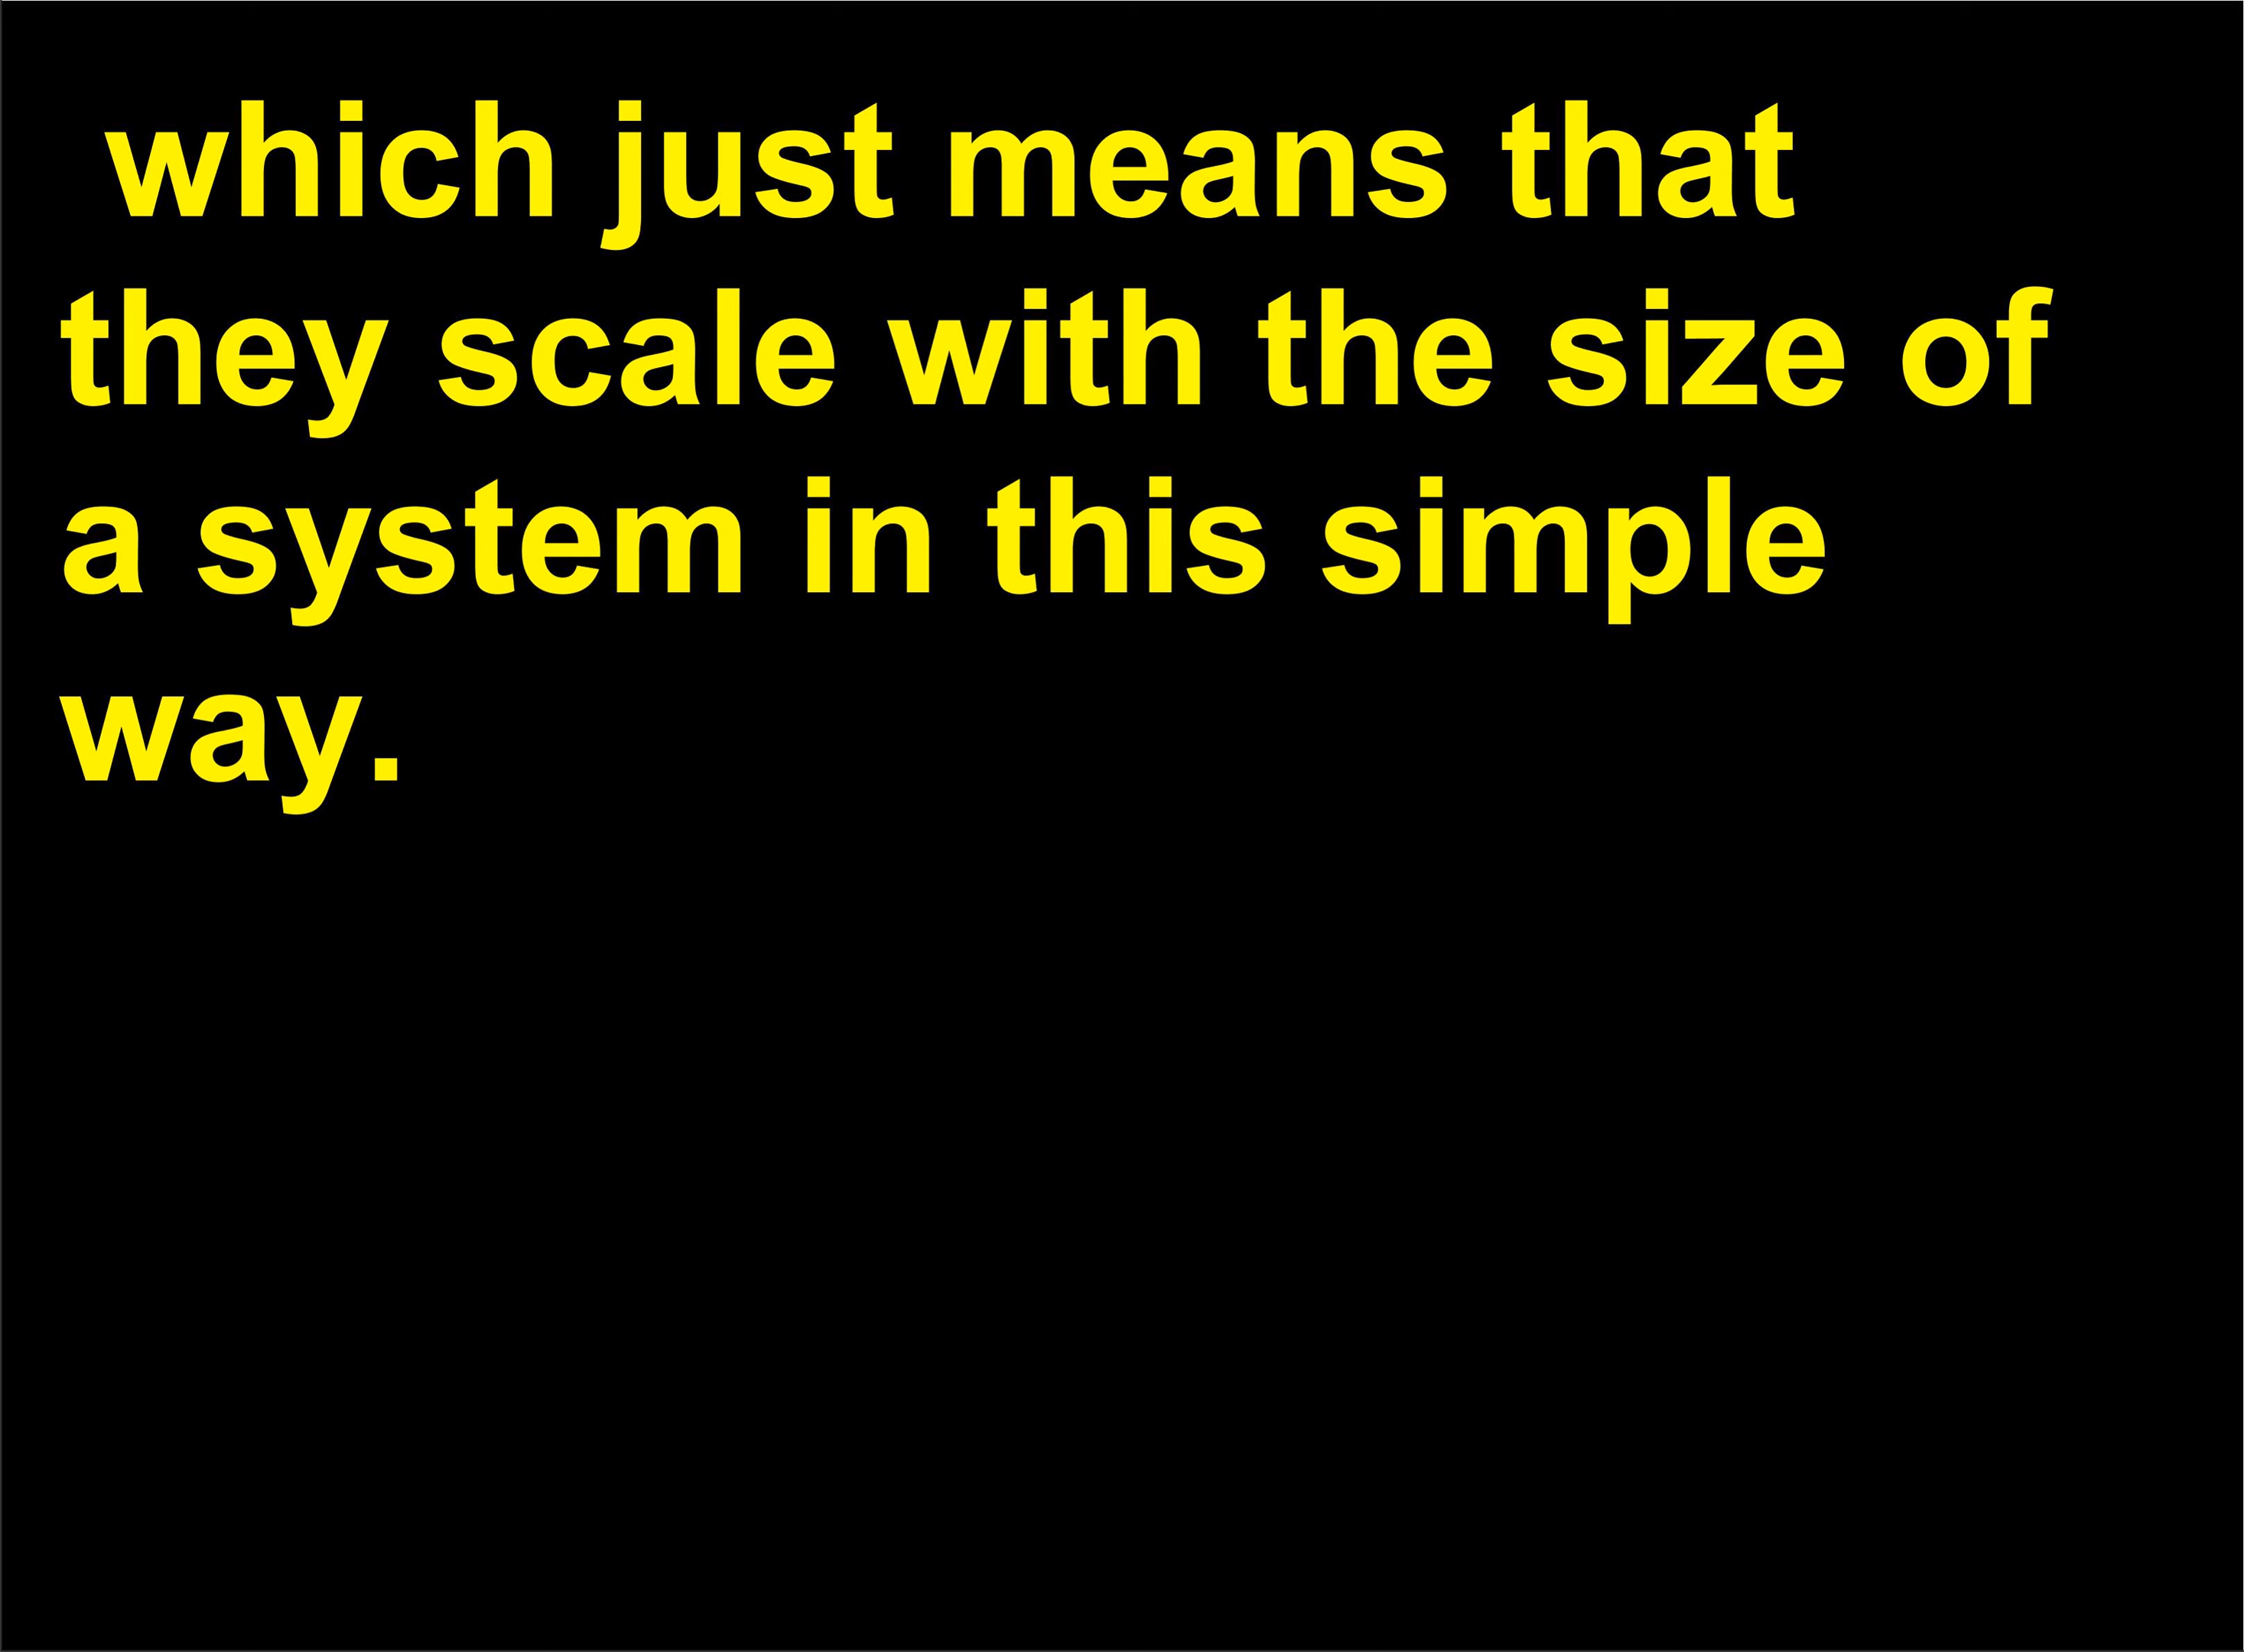 which just means that
they scale with the size of
a system in this simple
way.